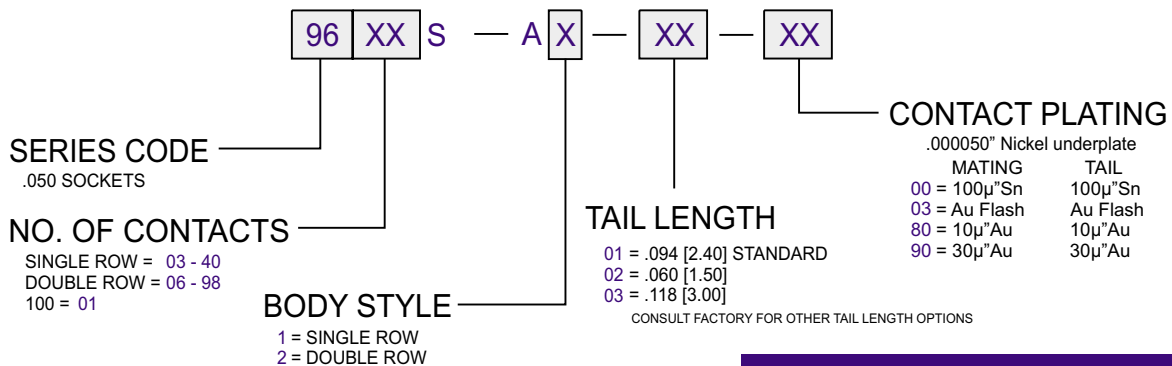 96 XX S — A X — XX — XX
SERIES CODE
.050 SOCKETS
NO. OF CONTACTS
SINGLE ROW = 03 - 40
DOUBLE ROW = 06 - 98
100 = 01
BODY STYLE
1 = SINGLE ROW
2 = DOUBLE ROW
TAIL LENGTH
01 = .094 [2.40] STANDARD
02 = .060 [1.50]
03 = .118 [3.00]
CONSULT FACTORY FOR OTHER TAIL LENGTH OPTIONS
CONTACT PLATING
.000050" Nickel underplate
MATING TAIL
00 = 100µ”Sn 100µ”Sn
03 = Au Flash Au Flash
80 = 10µ”Au 10µ”Au
90 = 30µ”Au 30µ”Au